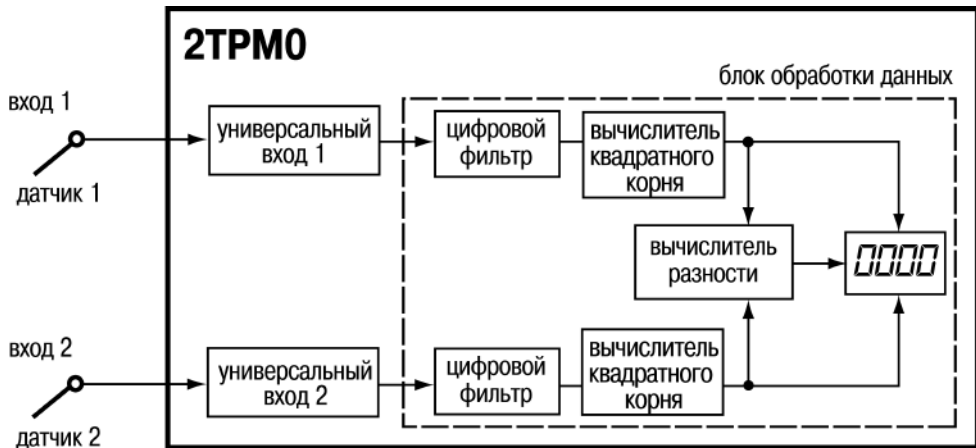 2ТРМ0
блок обработки данных
вход 1
датчик 1
универсальный
вход 1
цифровой
фильтр
вычислитель
квадратного
корня
вычислитель
разности
0000
вход 2
датчик 2
универсальный
вход 2
цифровой
фильтр
вычислитель
квадратного
корня